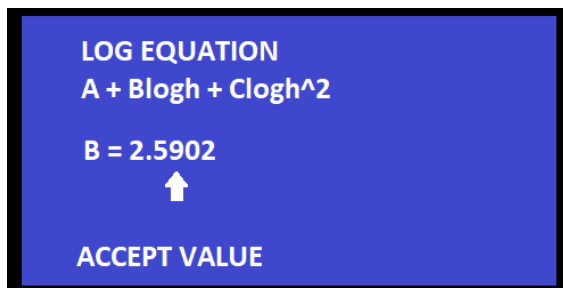 LOG EQUATION
A + Blogh + Clogh^2
B = 2.5902
ACCEPT VALUE